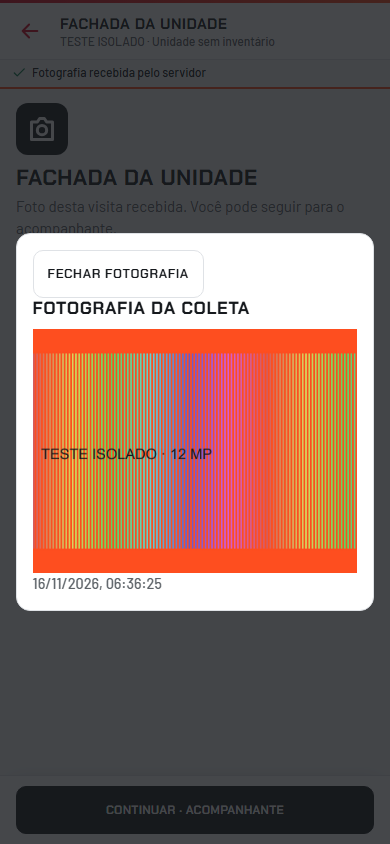 FACHADA DA UNIDADE
TESTE ISOLADO · Unidade sem inventário
Fotografia recebida pelo servidor
FACHADA DA UNIDADE
Foto desta visita recebida. Você pode seguir para o
acompanhante.
FECHAR FOTOGRAFIA
FOTOGRAFIA DA COLETA
TESTE ISOLADO · 12 MP
16/11/2026, 06:36:25
CONTINUAR · ACOMPANHANTE